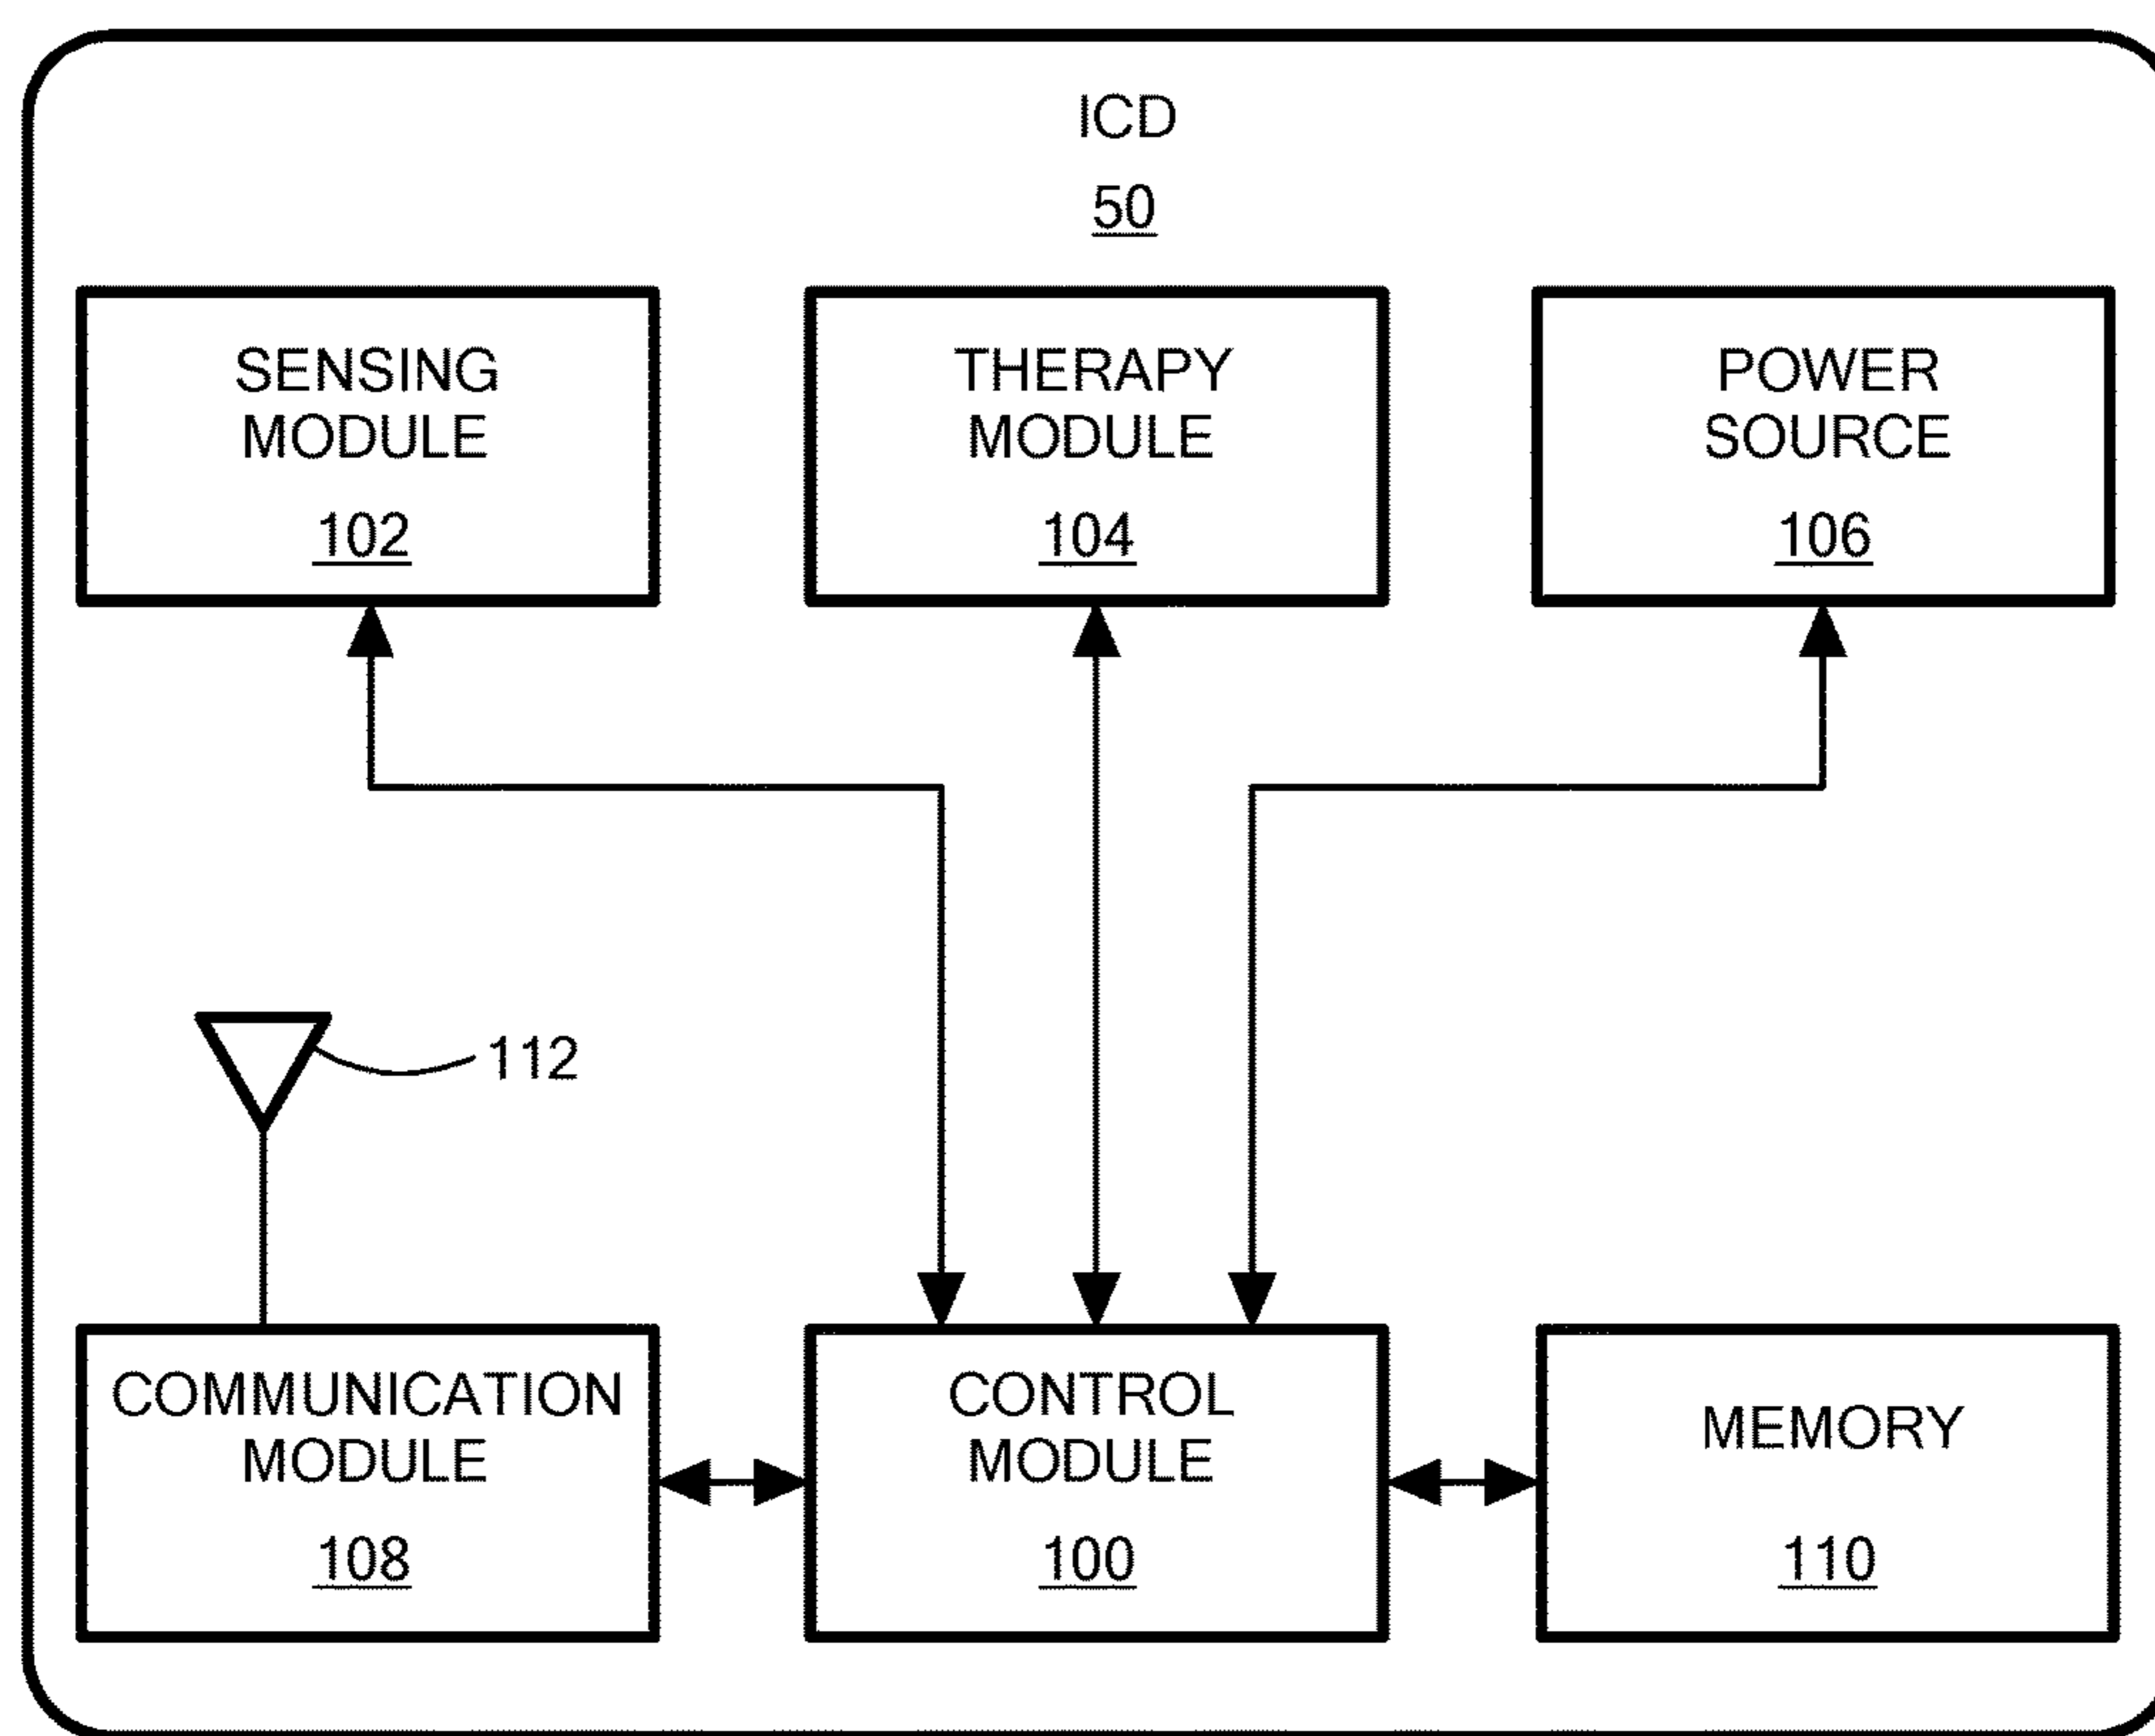 ICD
50
SENSING
MODULE
102
THERAPY
MODULE
104
POWER
SOURCE
106
112
COMMUNICATION
MODULE
108
CONTROL
MODULE
100
MEMORY
110